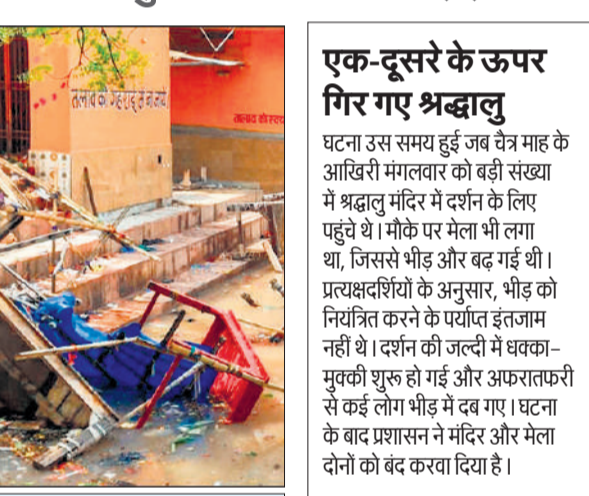 तलाव की गहराई में ना जाये
एक-दूसरे के ऊपर
गिर गए श्रद्धालु
घटना उस समय हुई जब चैत्र माह के
आखिरी मंगलवार को बड़ी संख्या
में श्रद्धालु मंदिर में दर्शन के लिए
पहुंचे थे। मौके पर मेला भी लगा
था, जिससे भीड़ और बढ़ गई थी।
प्रत्यक्षदर्शियों के अनुसार, भीड़ को
नियंत्रित करने के पर्याप्त इंतजाम
नहीं थे। दर्शन की जल्दी में धक्का-
मुक्की शुरू हो गई और अफरातफरी
से कई लोग भीड़ में दब गए। घटना
के बाद प्रशासन ने मंदिर और मेला
दोनों को बंद करवा दिया है।